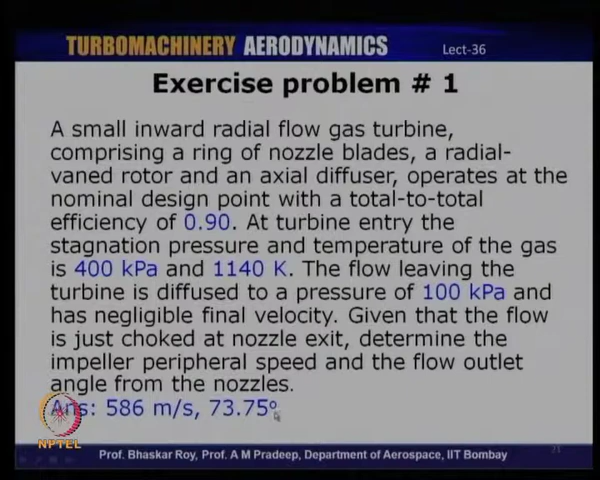 TURBOMACHINERY AERODYNAMICS
Lect-36
Exercise problem # 1
A small inward radial flow gas turbine,
comprising a ring of nozzle blades, a radial-
vaned rotor and an axial diffuser, operates at the
nominal design point with a total-to-total
efficiency of 0.90. At turbine entry the
stagnation pressure and temperature of the gas
is 400 kPa and 1140 K. The flow leaving the
turbine is diffused to a pressure of 100 kPa and
has negligible final velocity. Given that the flow
is just choked at nozzle exit, determine the
impeller peripheral speed and the flow outlet
angle from the nozzles.
Ans: 586 m/s, 73.75°
NPTEL
Prof. Bhaskar Roy, Prof. A M Pradeep, Department of Aerospace, IIT Bombay